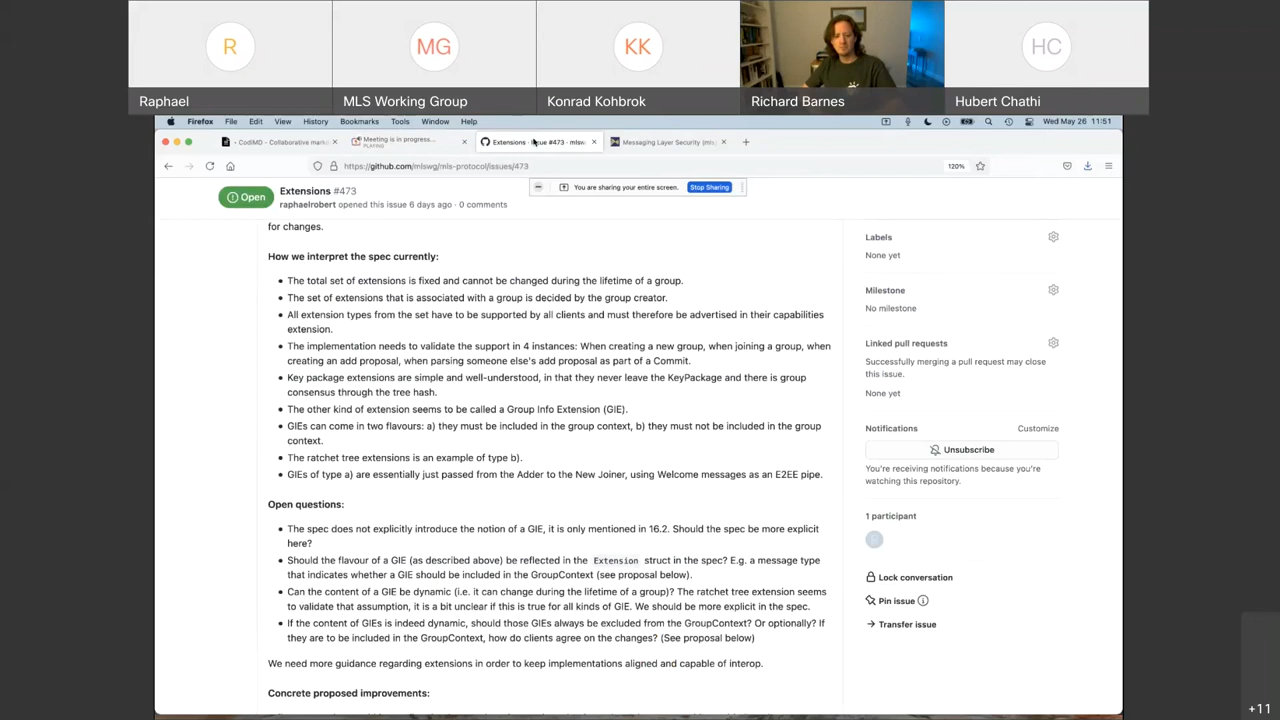 R
MG
KK
HC
Raphael
MLS Working Group
Konrad Kohbrok
Richard Barnes
Hubert Chathi
Firefox File Edit View History Bookmarks Tools Window Help
Wed May 26 11:51
CodiMD - Collaborative mark
Meeting is in progress...
PLAYING
Extensions · Issue #473 · mlsw
Messaging Layer Security (mls
https://github.com/mlswg/mls-protocol/issues/473
120%
You are sharing your entire screen.
Stop Sharing
Open
Extensions #473
raphaelrobert opened this issue 6 days ago · 0 comments
for changes.
How we interpret the spec currently:
• The total set of extensions is fixed and cannot be changed during the lifetime of a group.
• The set of extensions that is associated with a group is decided by the group creator.
• All extension types from the set have to be supported by all clients and must therefore be advertised in their capabilities
extension.
• The implementation needs to validate the support in 4 instances: When creating a new group, when joining a group, when
creating an add proposal, when parsing someone else's add proposal as part of a Commit.
• Key package extensions are simple and well-understood, in that they never leave the KeyPackage and there is group
consensus through the tree hash.
• The other kind of extension seems to be called a Group Info Extension (GIE).
• GIEs can come in two flavours: a) they must be included in the group context, b) they must not be included in the group
context.
• The ratchet tree extensions is an example of type b).
• GIEs of type a) are essentially just passed from the Adder to the New Joiner, using Welcome messages as an E2EE pipe.
Open questions:
• The spec does not explicitly introduce the notion of a GIE, it is only mentioned in 16.2. Should the spec be more explicit
here?
• Should the flavour of a GIE (as described above) be reflected in the Extension struct in the spec? E.g. a message type
that indicates whether a GIE should be included in the GroupContext (see proposal below).
• Can the content of a GIE be dynamic (i.e. it can change during the lifetime of a group)? The ratchet tree extension seems
to validate that assumption, it is a bit unclear if this is true for all kinds of GIE. We should be more explicit in the spec.
• If the content of GIEs is indeed dynamic, should those GIEs always be excluded from the GroupContext? Or optionally? If
they are to be included in the GroupContext, how do clients agree on the changes? (See proposal below)
We need more guidance regarding extensions in order to keep implementations aligned and capable of interop.
Concrete proposed improvements:
Labels
None yet
Milestone
No milestone
Linked pull requests
Successfully merging a pull request may close
this issue.
None yet
Notifications
Customize
Unsubscribe
You're receiving notifications because you're
watching this repository.
1 participant
Lock conversation
Pin issue
Transfer issue
+11